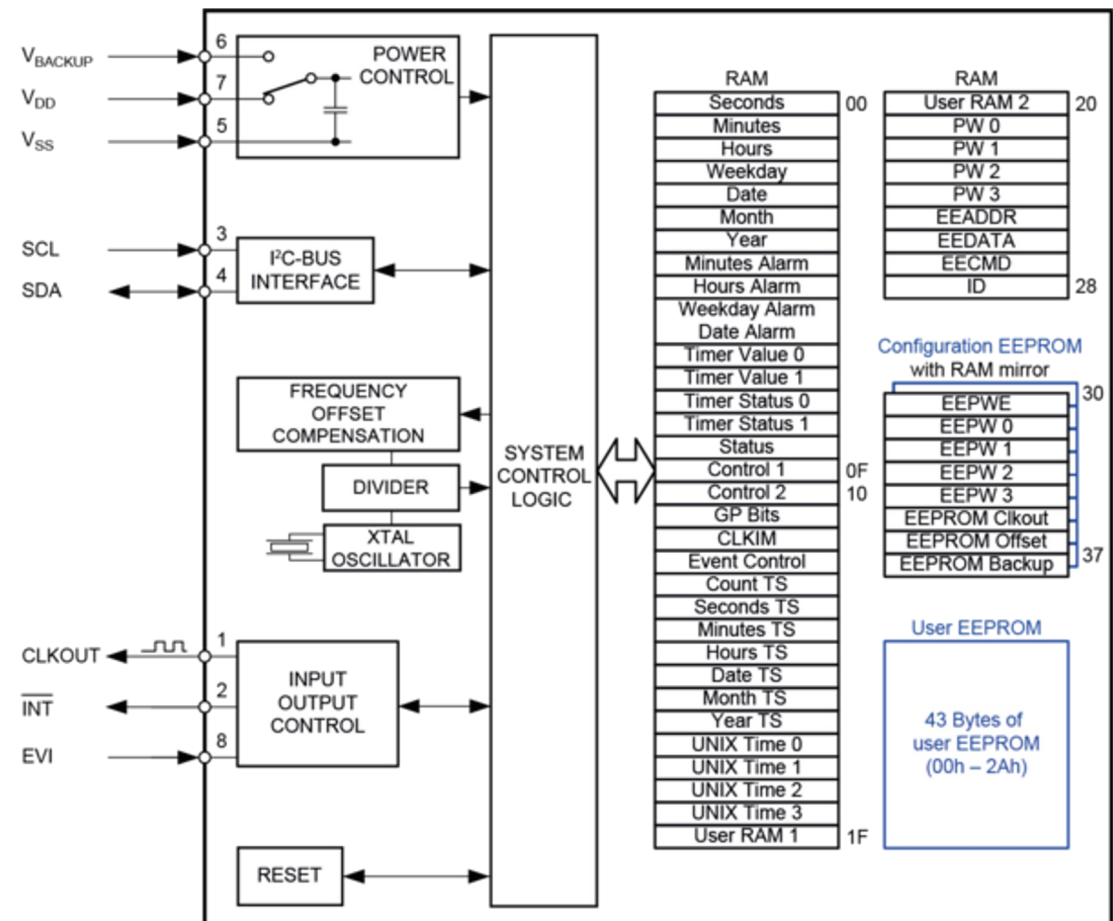 V_BACKUP
6
POWER
CONTROL
V_DD
7
V_SS
5
SCL
3
I²C-BUS
INTERFACE
SDA
4
FREQUENCY
OFFSET
COMPENSATION
DIVIDER
XTAL
OSCILLATOR
CLKOUT
1
INPUT
OUTPUT
CONTROL
INT
2
EVI
8
RESET
SYSTEM
CONTROL
LOGIC
RAM
Seconds 00
Minutes
Hours
Weekday
Date
Month
Year
Minutes Alarm
Hours Alarm
Weekday Alarm
Date Alarm
Timer Value 0
Timer Value 1
Timer Status 0
Timer Status 1
Status
Control 1 0F
Control 2 10
GP Bits
CLKIM
Event Control
Count TS
Seconds TS
Minutes TS
Hours TS
Date TS
Month TS
Year TS
UNIX Time 0
UNIX Time 1
UNIX Time 2
UNIX Time 3
User RAM 1 1F
RAM
User RAM 2 20
PW 0
PW 1
PW 2
PW 3
EEADDR
EEDATA
EECMD
ID 28
Configuration EEPROM
with RAM mirror
30
EEPWE
EEPW 0
EEPW 1
EEPW 2
EEPW 3
EEPROM Clkout
EEPROM Offset
EEPROM Backup 37
User EEPROM
43 Bytes of
user EEPROM
(00h – 2Ah)